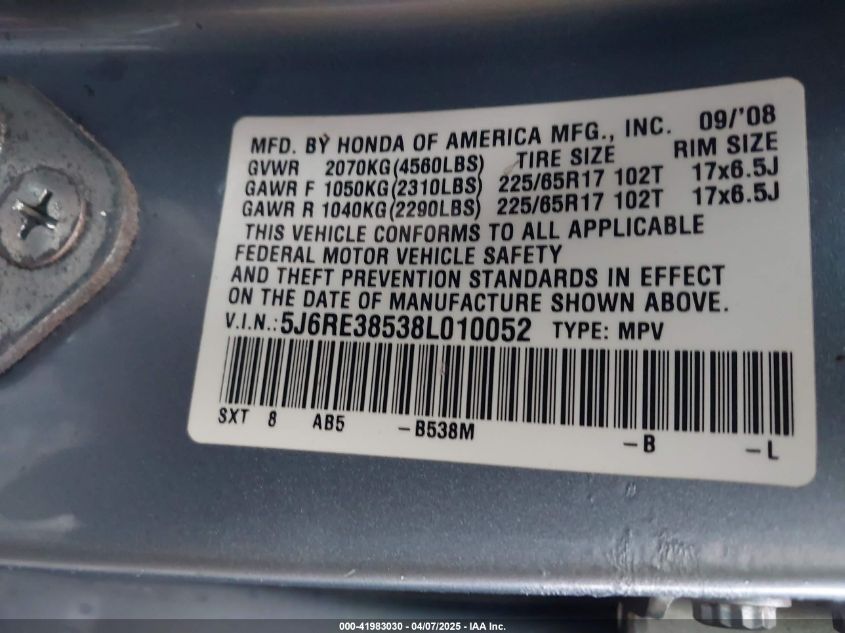 MFD. BY HONDA OF AMERICA MFG., INC. 09/'08
GVWR 2070KG(4560LBS) TIRE SIZE RIM SIZE
GAWR F 1050KG(2310LBS) 225/65R17 102T 17x6.5J
GAWR R 1040KG(2290LBS) 225/65R17 102T 17x6.5J
THIS VEHICLE CONFORMS TO ALL APPLICABLE
FEDERAL MOTOR VEHICLE SAFETY
AND THEFT PREVENTION STANDARDS IN EFFECT
ON THE DATE OF MANUFACTURE SHOWN ABOVE.
V.I.N.: 5J6RE38538L010052 TYPE: MPV
SXT 8 AB5 -B538M -B -L
000-41983030 - 04/07/2025 - IAA Inc.